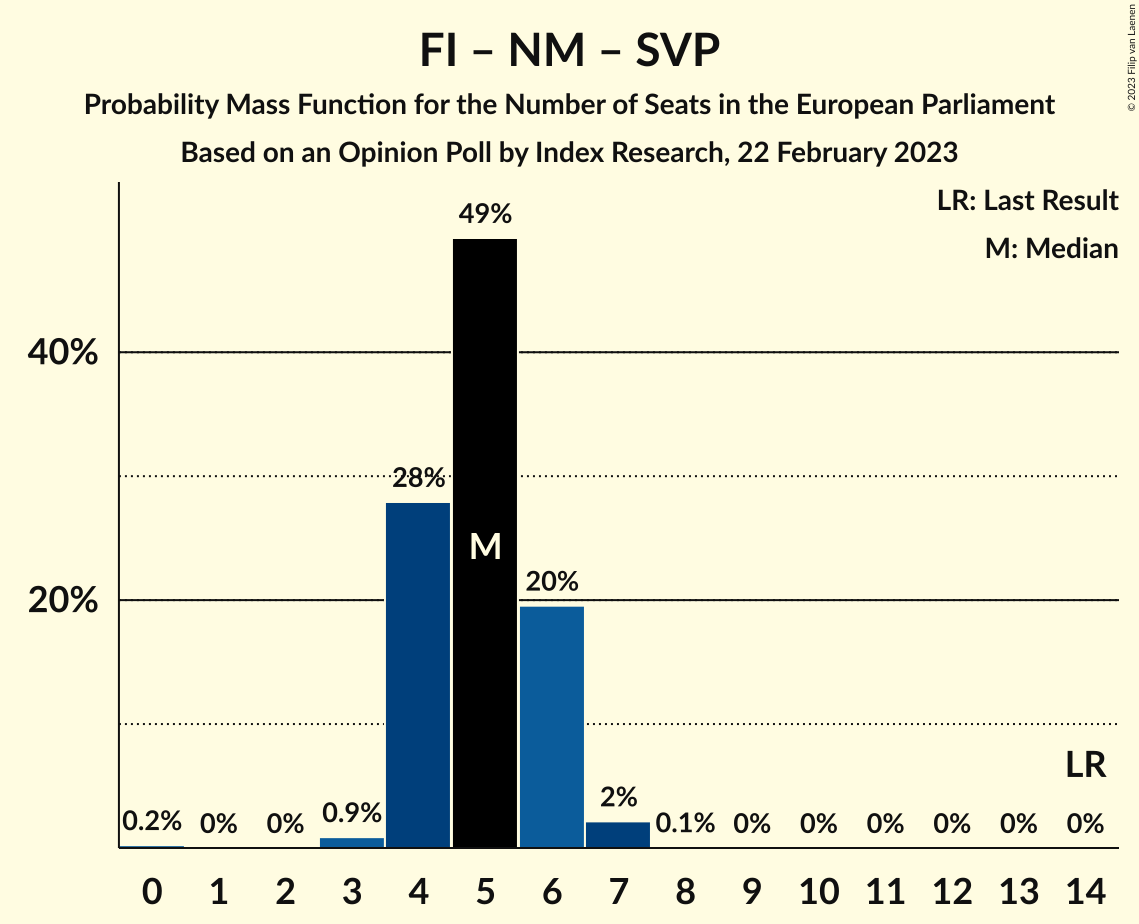 FI – NM – SVP
Probability Mass Function for the Number of Seats in the European Parliament
Based on an Opinion Poll by Index Research, 22 February 2023
© 2023 Filip van Laenen
LR: Last Result
M: Median
49%
40%
28%
M
20%
20%
LR
0.2% 0% 0% 0.9% 2% 0.1% 0% 0% 0% 0% 0% 0%
0 1 2 3 4 5 6 7 8 9 10 11 12 13 14